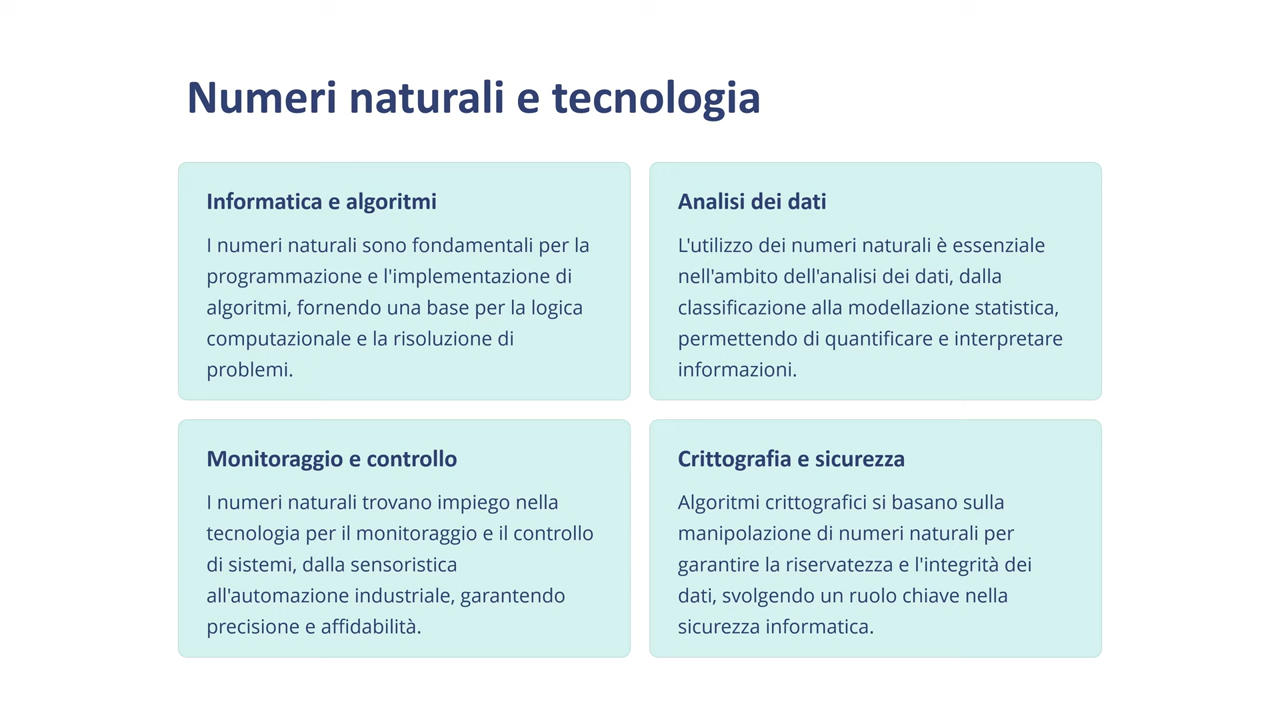 Numeri naturali e tecnologia
Informatica e algoritmi
I numeri naturali sono fondamentali per la
programmazione e l'implementazione di
algoritmi, fornendo una base per la logica
computazionale e la risoluzione di
problemi.
Analisi dei dati
L'utilizzo dei numeri naturali è essenziale
nell'ambito dell'analisi dei dati, dalla
classificazione alla modellazione statistica,
permettendo di quantificare e interpretare
informazioni.
Monitoraggio e controllo
I numeri naturali trovano impiego nella
tecnologia per il monitoraggio e il controllo
di sistemi, dalla sensoristica
all'automazione industriale, garantendo
precisione e affidabilità.
Crittografia e sicurezza
Algoritmi crittografici si basano sulla
manipolazione di numeri naturali per
garantire la riservatezza e l'integrità dei
dati, svolgendo un ruolo chiave nella
sicurezza informatica.